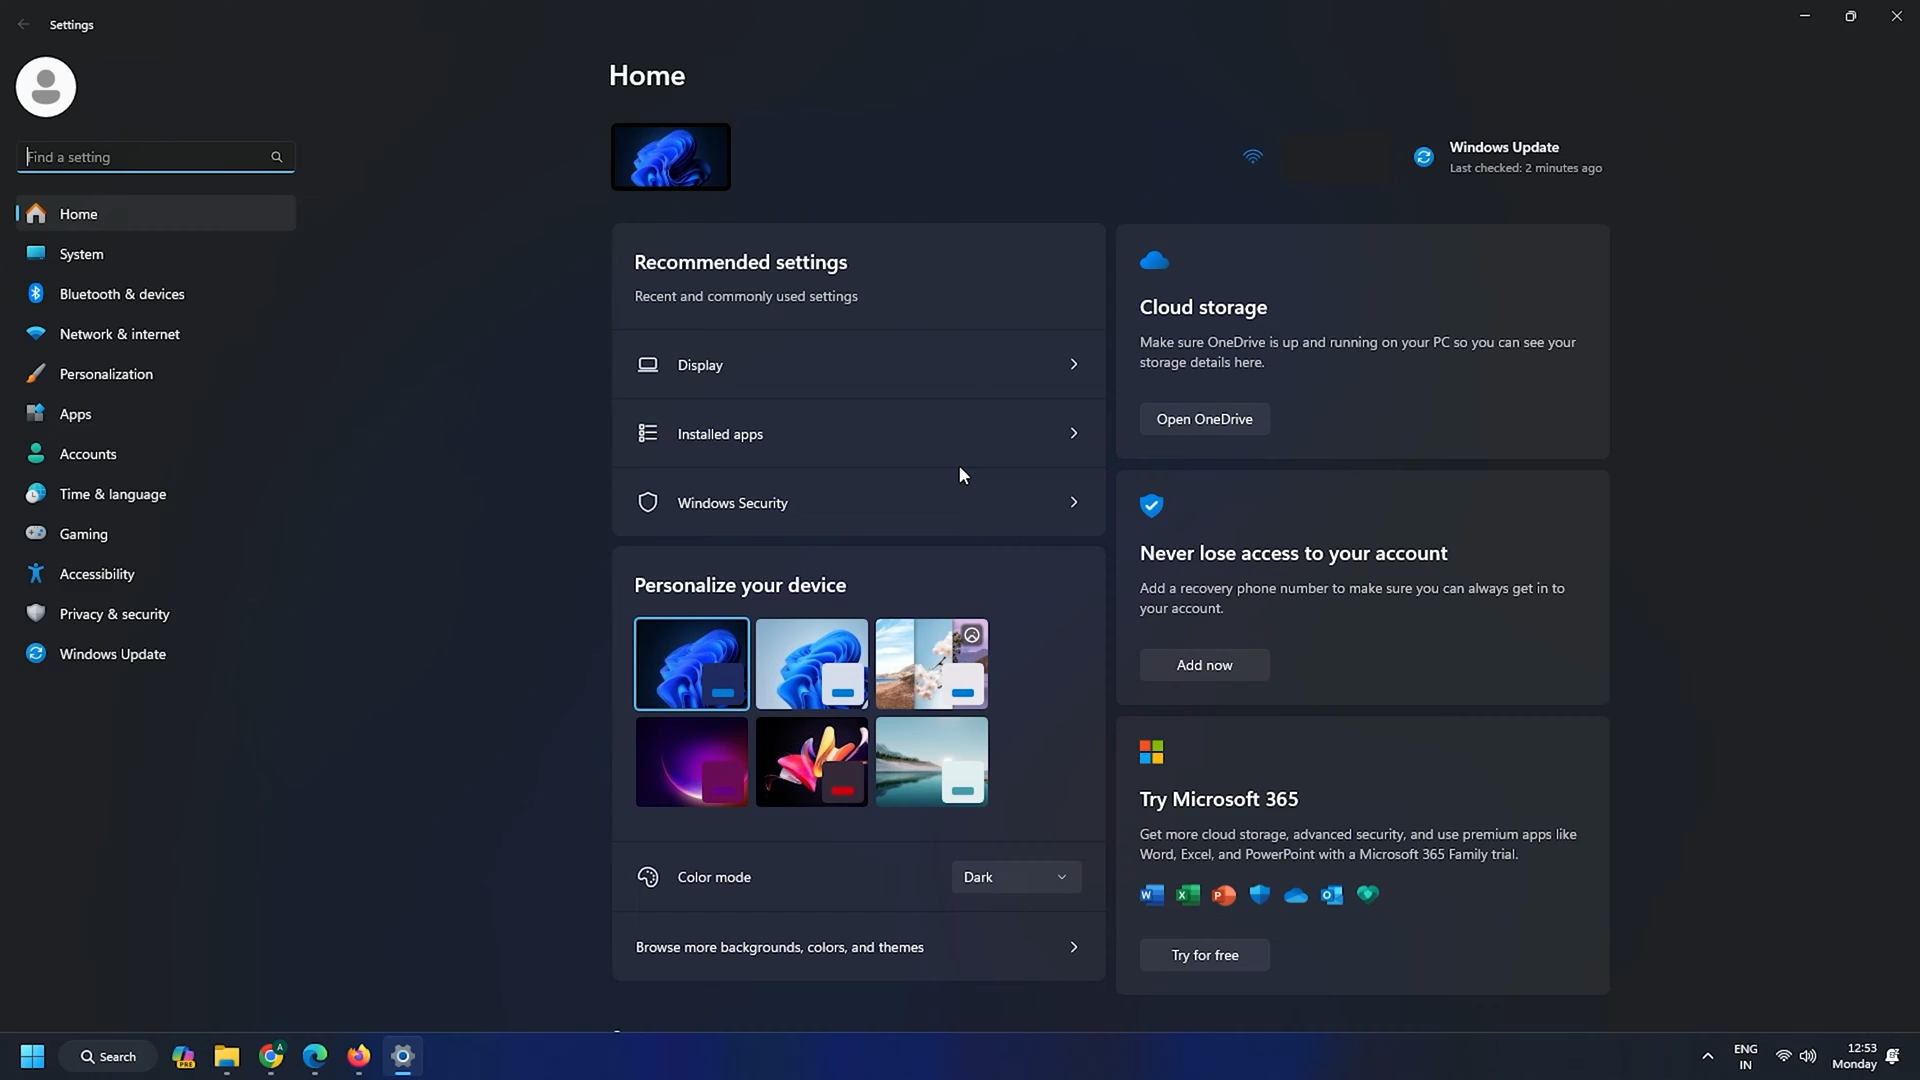 Settings
Find a setting
Home
System
Bluetooth & devices
Network & internet
Personalization
Apps
Accounts
Time & language
Gaming
Accessibility
Privacy & security
Windows Update
Home
Windows Update
Last checked: 2 minutes ago
Recommended settings
Recent and commonly used settings
Display
Installed apps
Windows Security
Personalize your device
Color mode
Dark
Browse more backgrounds, colors, and themes
Cloud storage
Make sure OneDrive is up and running on your PC so you can see your
storage details here.
Open OneDrive
Never lose access to your account
Add a recovery phone number to make sure you can always get in to
your account.
Add now
Try Microsoft 365
Get more cloud storage, advanced security, and use premium apps like
Word, Excel, and PowerPoint with a Microsoft 365 Family trial.
Try for free
Search
PRE
A
ENG
IN
12:53
Monday